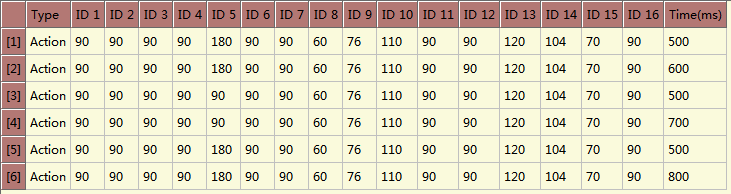 Type ID 1 ID 2 ID 3 ID 4 ID 5 ID 6 ID 7 ID 8 ID 9 ID 10 ID 11 ID 12 ID 13 ID 14 ID 15 ID 16 Time(ms)
[1] Action 90 90 90 90 180 90 90 60 76 110 90 90 120 104 70 90 500
[2] Action 90 90 90 90 180 90 90 60 76 110 90 90 120 104 70 90 600
[3] Action 90 90 90 90 90 90 90 60 76 110 90 90 120 104 70 90 500
[4] Action 90 90 90 90 90 90 90 60 76 110 90 90 120 104 70 90 700
[5] Action 90 90 90 90 180 90 90 60 76 110 90 90 120 104 70 90 500
[6] Action 90 90 90 90 180 90 90 60 76 110 90 90 120 104 70 90 800